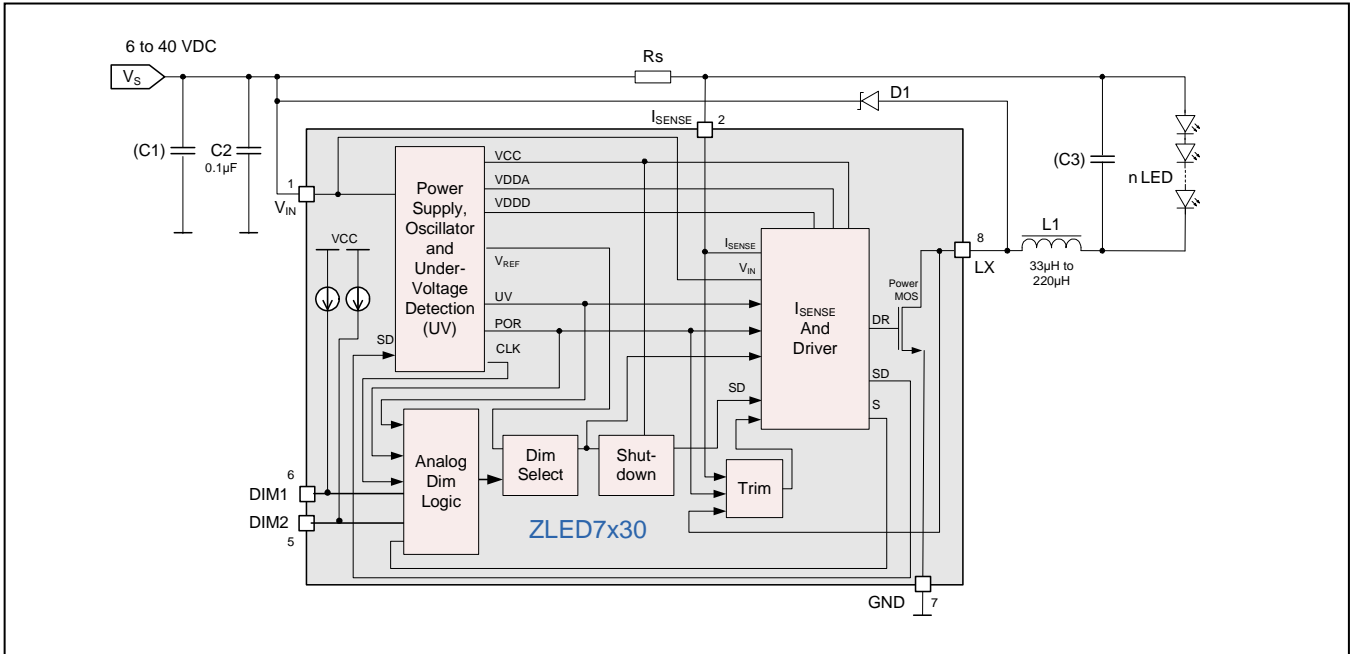 6 to 40 VDC
VS
Rs
D1
ISENSE
2
(C1)
C2
0.1µF
(C3)
n LED
1
VIN
VCC
Power
Supply,
Oscillator
and
Under-
Voltage
Detection
(UV)
VCC
VDDA
VDDD
VREF
UV
POR
CLK
SD
ISENSE
VIN
ISENSE
And
Driver
SD
DR
SD
S
Power
MOS
8
LX
L1
33µH to
220µH
Analog
Dim
Logic
Dim
Select
Shut-
down
Trim
6
DIM1
DIM2
5
ZLED7x30
GND
7